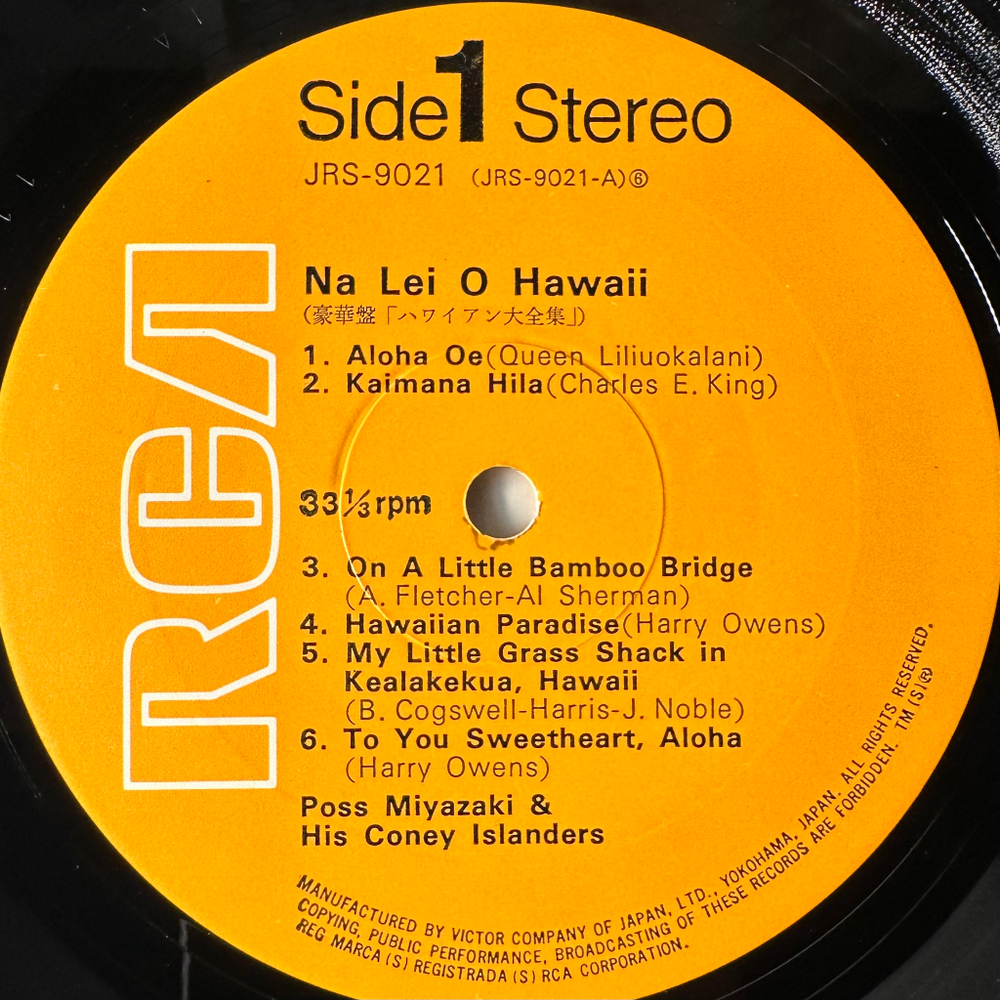 Side 1 Stereo
JRS-9021 (JRS-9021-A)⑥
RCA
Na Lei O Hawaii
(豪華盤「ハワイアン大全集」)
1. Aloha Oe(Queen Liliuokalani)
2. Kaimana Hila(Charles E. King)
33⅓rpm
3. On A Little Bamboo Bridge
(A. Fletcher-Al Sherman)
4. Hawaiian Paradise(Harry Owens)
5. My Little Grass Shack in
Kealakekua, Hawaii
(B. Cogswell-Harris-J. Noble)
6. To You Sweetheart, Aloha
(Harry Owens)
Poss Miyazaki &
His Coney Islanders
MANUFACTURED BY VICTOR COMPANY OF JAPAN, LTD., YOKOHAMA, JAPAN. ALL RIGHTS RESERVED.
COPYING, PUBLIC PERFORMANCE, BROADCASTING OF THESE RECORDS ARE FORBIDDEN. TM(S)®
REG MARCA (S) REGISTRADA (S) RCA CORPORATION.